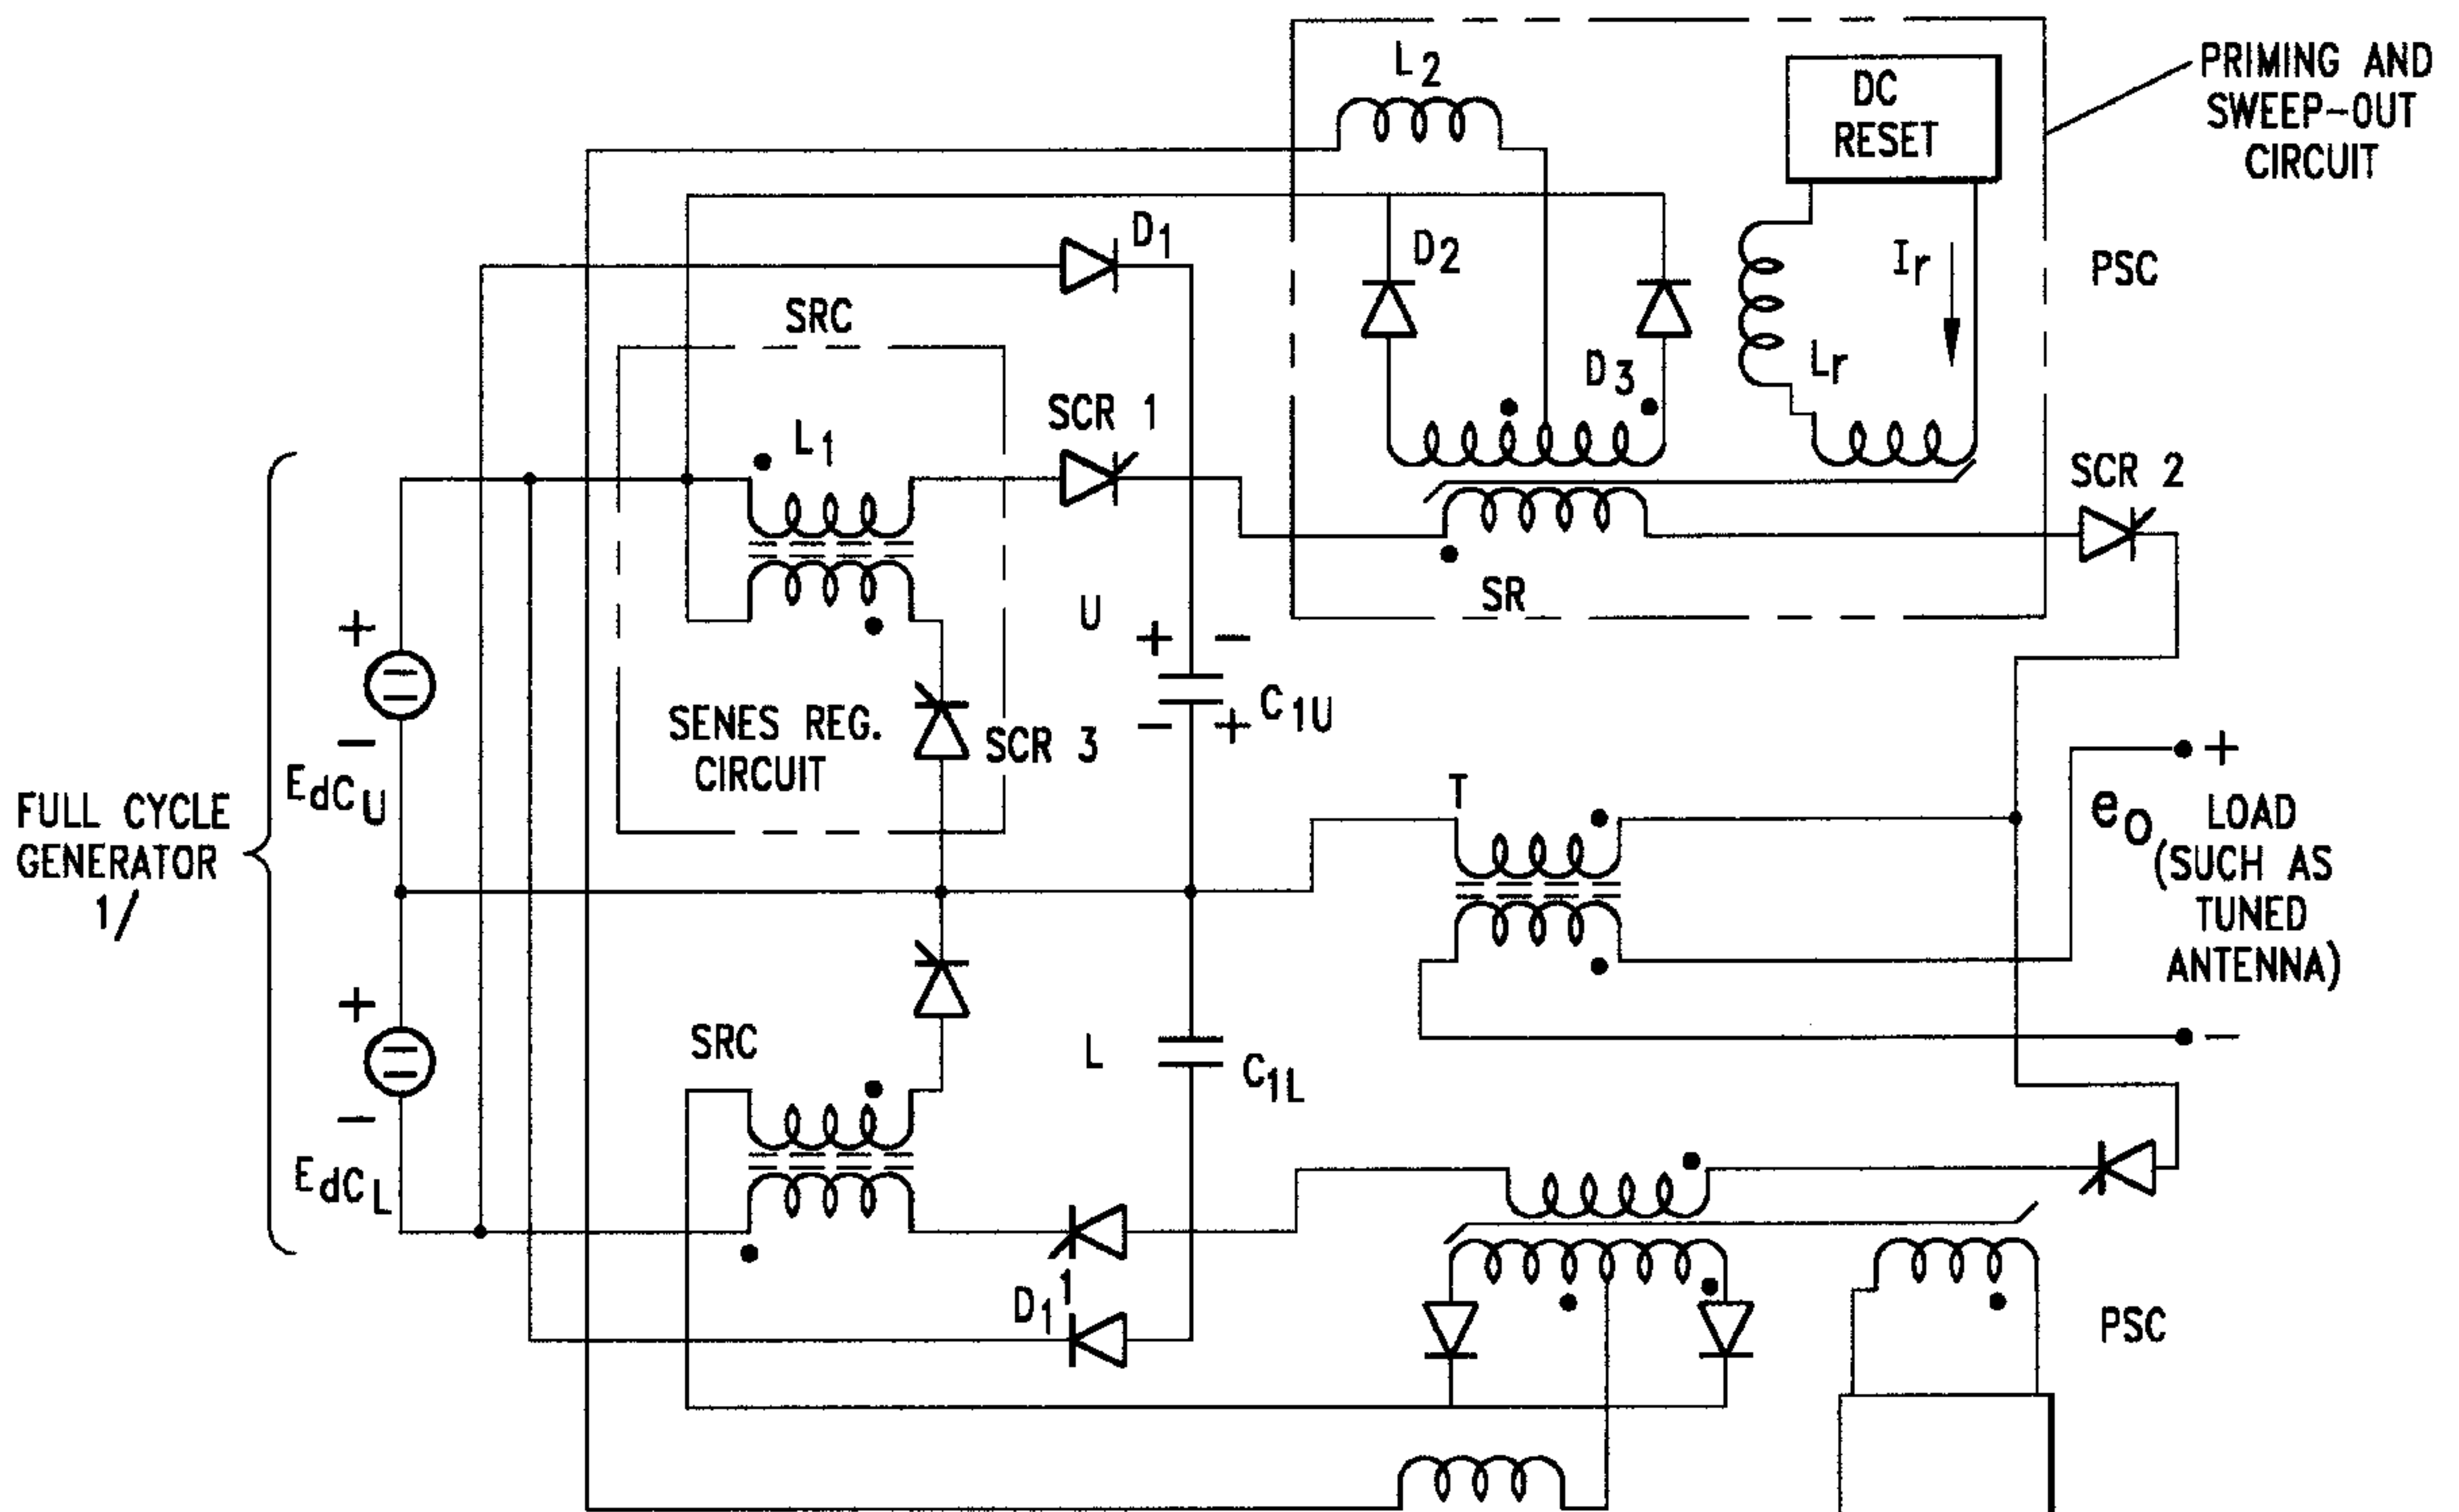 L2
DC
RESET
PRIMING AND
SWEEP-OUT
CIRCUIT
D1
D2
Ir
PSC
SRC
D3
Lr
L1
SCR 1
SCR 2
SR
U
+ −
+
SENES REG.
CIRCUIT
SCR 3
− +
C1U
−
EdCU
T
+
FULL CYCLE
GENERATOR
1/
eo
LOAD
(SUCH AS
TUNED
ANTENNA)
+
SRC
L
C1L
−
−
EdCL
D1
1
PSC